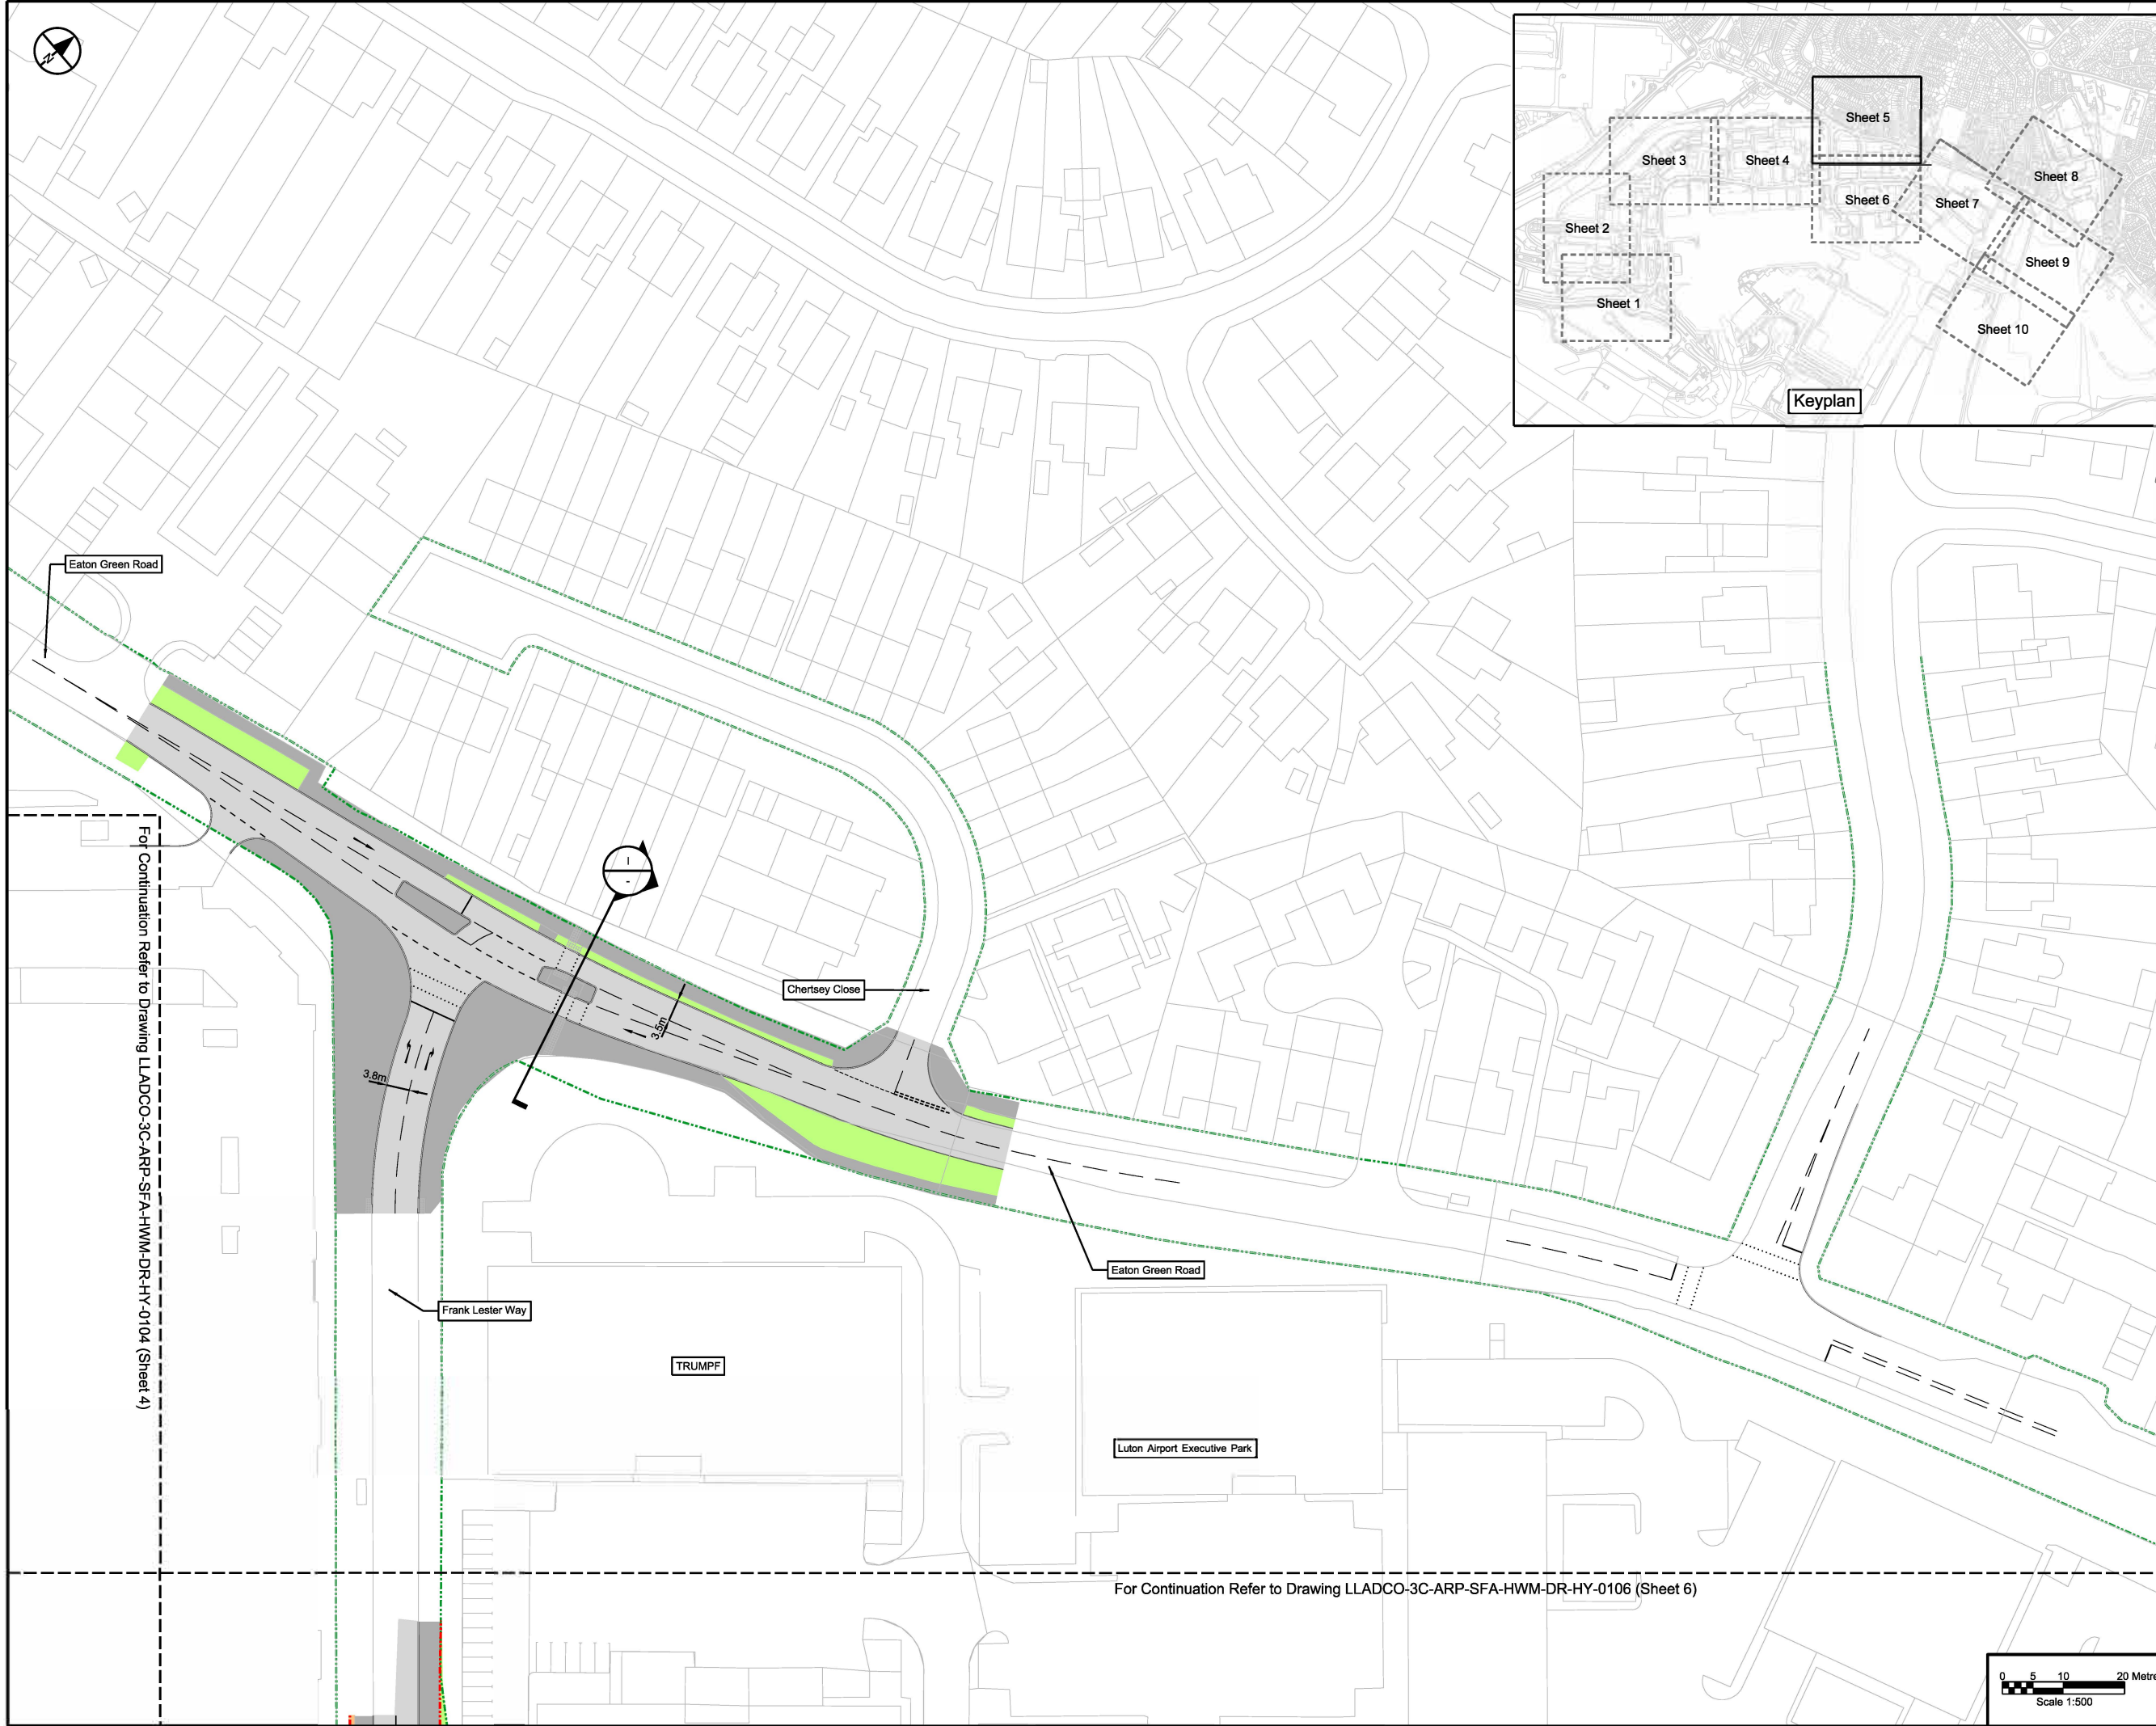 N
Sheet 5
Sheet 3
Sheet 4
Sheet 8
Sheet 6
Sheet 7
Sheet 2
Sheet 9
Sheet 1
Sheet 10
Keyplan
Eaton Green Road
For Continuation Refer to Drawing LLADCO-3C-ARP-SFA-HWM-DR-HY-0104 (Sheet 4)
Chertsey Close
3.5m
3.8m
Eaton Green Road
Frank Lester Way
TRUMPF
Luton Airport Executive Park
For Continuation Refer to Drawing LLADCO-3C-ARP-SFA-HWM-DR-HY-0106 (Sheet 6)
0 5 10 20 Metre
Scale 1:500